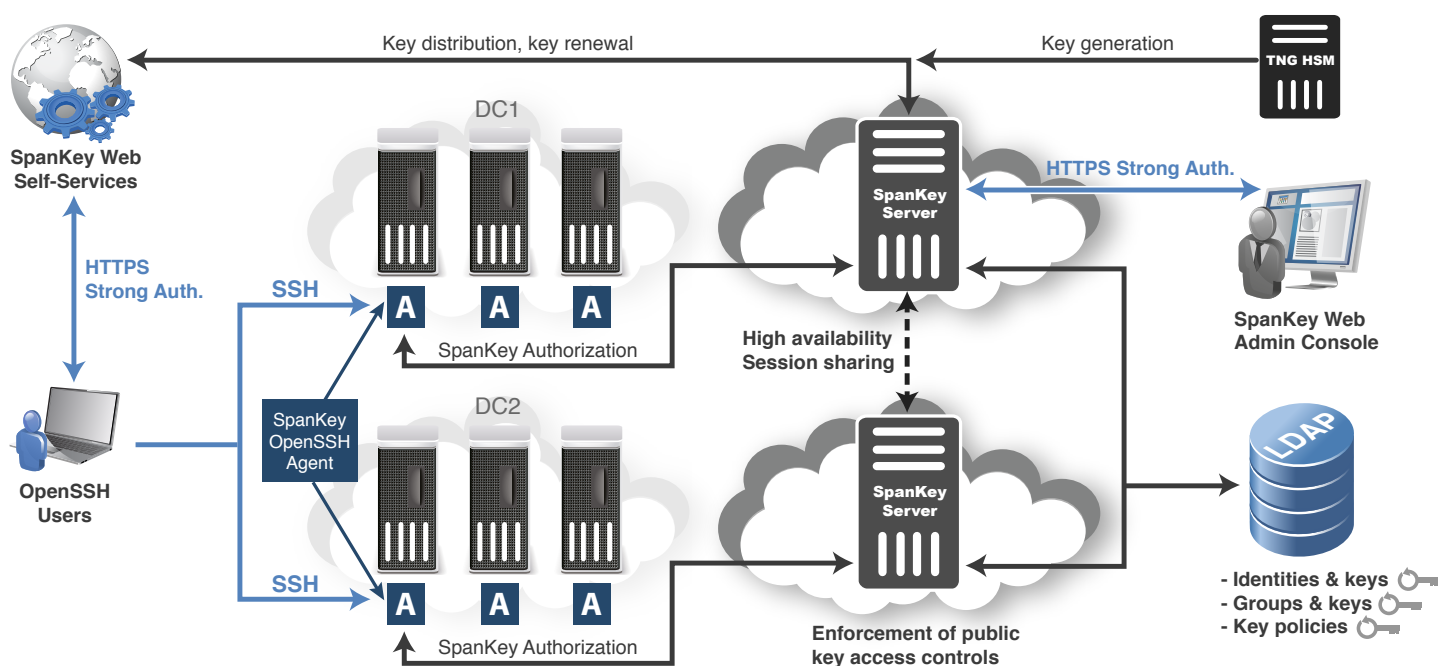 Key distribution, key renewal
Key generation
TNG HSM
SpanKey Web
Self-Services
DC1
SpanKey
Server
HTTPS Strong Auth.
SpanKey Web
Admin Console
HTTPS
Strong Auth.
SSH
A
A
A
SpanKey Authorization
High availability
Session sharing
OpenSSH
Users
SpanKey
OpenSSH
Agent
DC2
SpanKey
Server
LDAP
SSH
A
A
A
SpanKey Authorization
Enforcement of public
key access controls
- Identities & keys
- Groups & keys
- Key policies